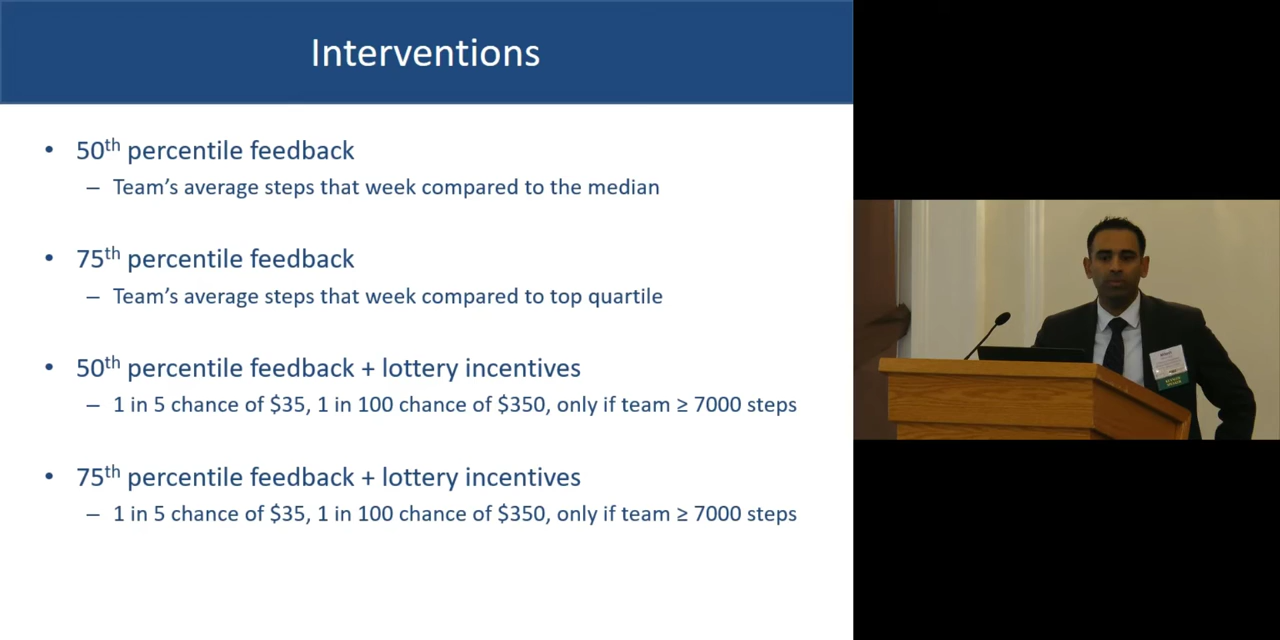 Interventions
• 50th percentile feedback
– Team's average steps that week compared to the median
• 75th percentile feedback
– Team's average steps that week compared to top quartile
• 50th percentile feedback + lottery incentives
– 1 in 5 chance of $35, 1 in 100 chance of $350, only if team ≥ 7000 steps
• 75th percentile feedback + lottery incentives
– 1 in 5 chance of $35, 1 in 100 chance of $350, only if team ≥ 7000 steps